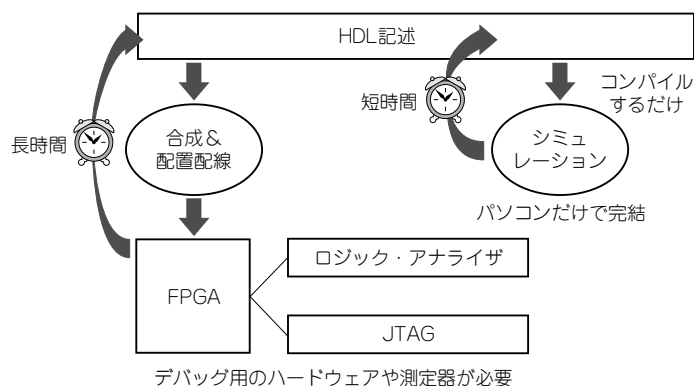 HDL記述
長時間
合成＆
配置配線
短時間
コンパイル
するだけ
シミュ
レーション
パソコンだけで完結
FPGA
ロジック・アナライザ
JTAG
デバッグ用のハードウェアや測定器が必要